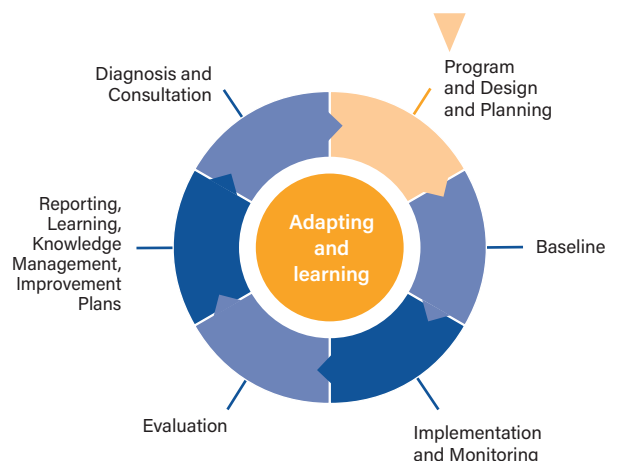 Program
and Design
and Planning
Baseline
Implementation
and Monitoring
Evaluation
Reporting,
Learning,
Knowledge
Management,
Improvement
Plans
Diagnosis and
Consultation
Adapting
and
learning